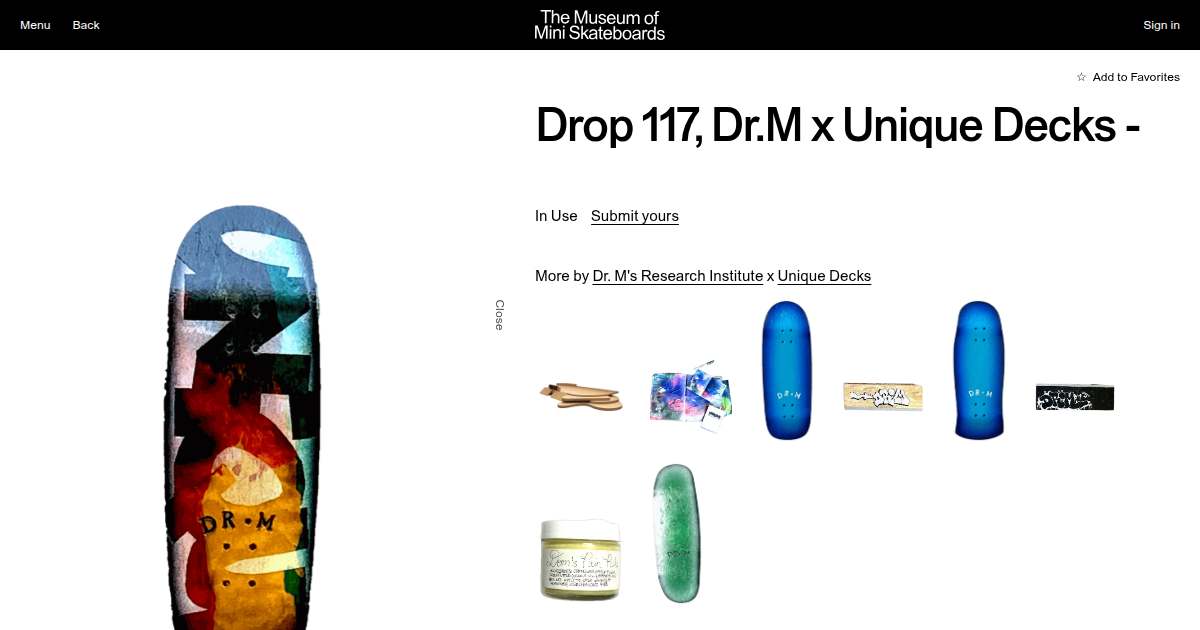 Menu Back
The Museum of
Mini Skateboards
Sign in
☆ Add to Favorites
Drop 117, Dr.M x Unique Decks -
In Use Submit yours
More by Dr. M's Research Institute x Unique Decks
Close
DR•M
DR•M
DR•M
DR•M